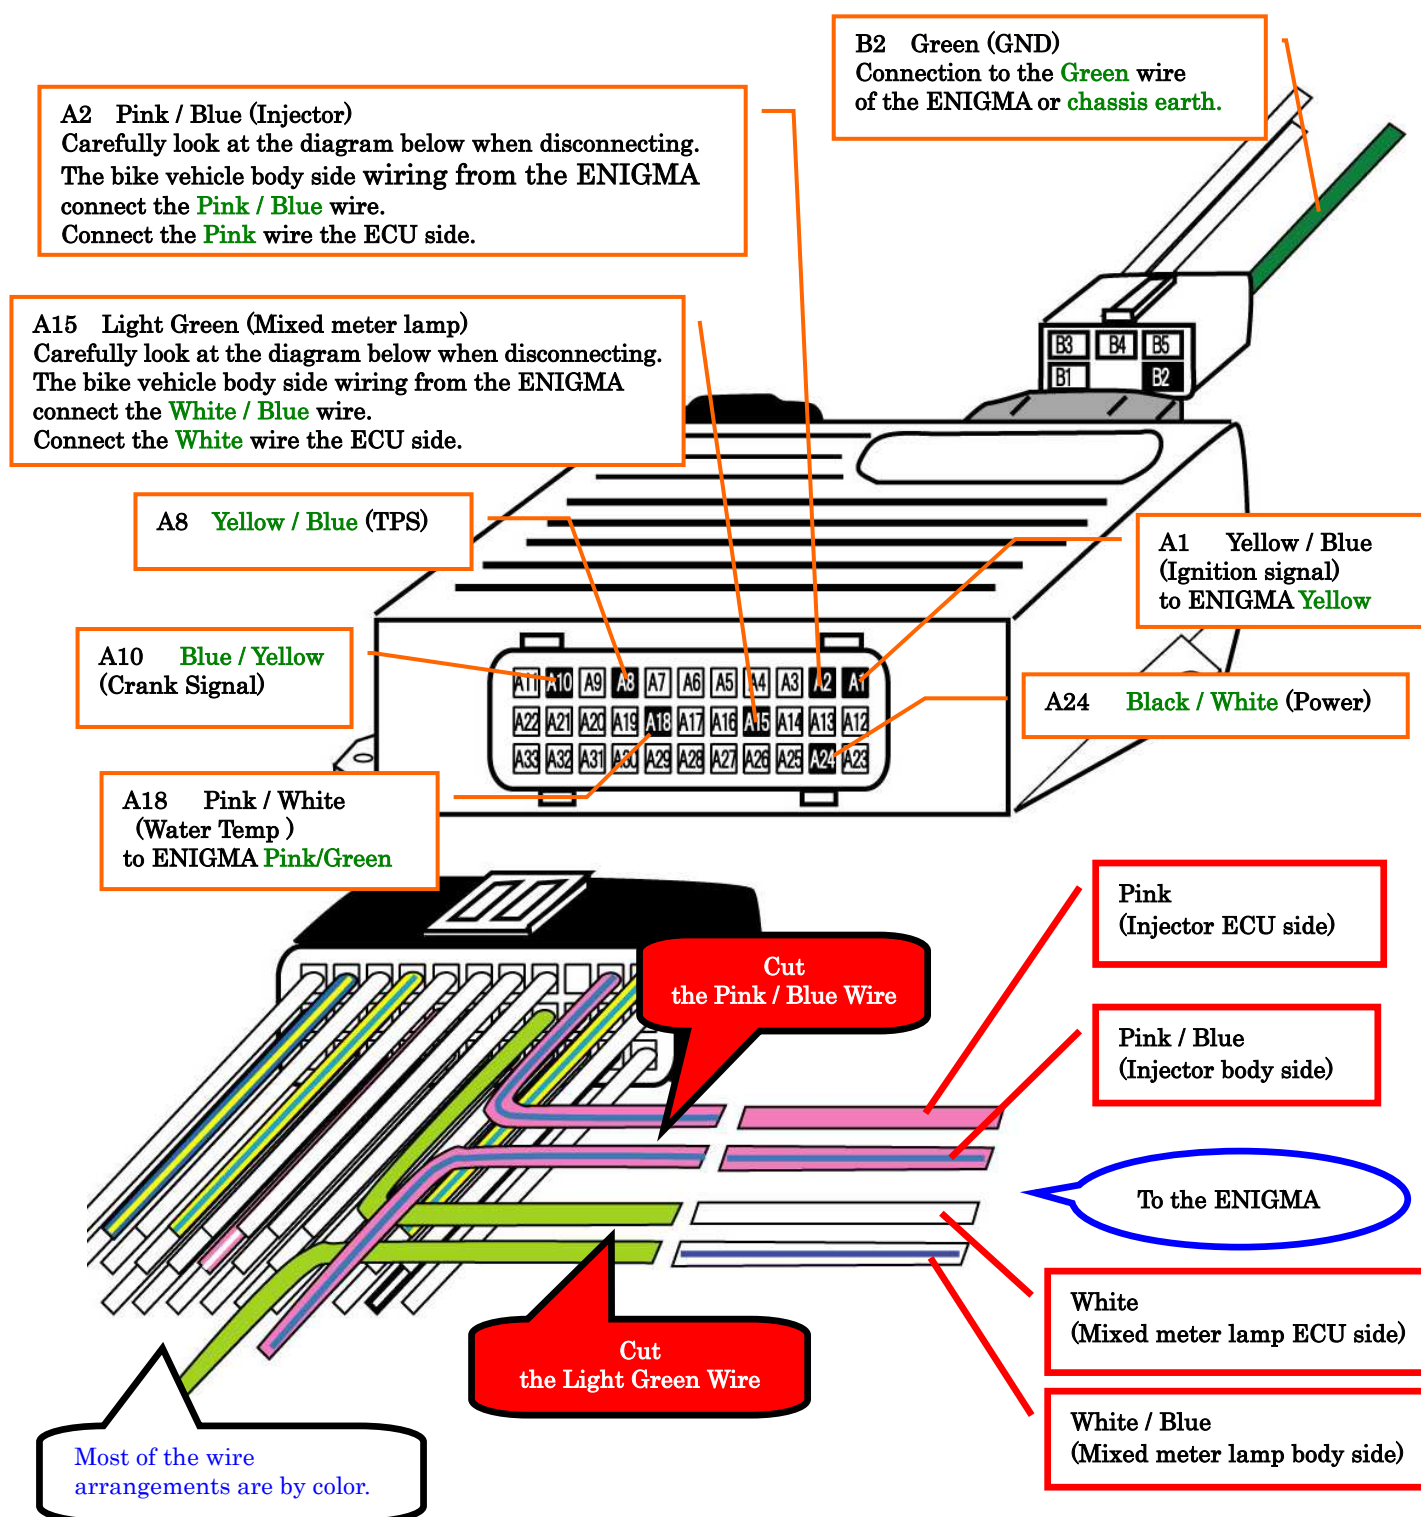 B2 Green (GND)
Connection to the Green wire
of the ENIGMA or chassis earth.
A2 Pink / Blue (Injector)
Carefully look at the diagram below when disconnecting.
The bike vehicle body side wiring from the ENIGMA
connect the Pink / Blue wire.
Connect the Pink wire the ECU side.
A15 Light Green (Mixed meter lamp)
Carefully look at the diagram below when disconnecting.
The bike vehicle body side wiring from the ENIGMA
connect the White / Blue wire.
Connect the White wire the ECU side.
B3 B4 B5
B1 B2
A8 Yellow / Blue (TPS)
A1 Yellow / Blue
(Ignition signal)
to ENIGMA Yellow
A10 Blue / Yellow
(Crank Signal)
A24 Black / White (Power)
A11 A10 A9 A8 A7 A6 A5 A4 A3 A2 A1
A22 A21 A20 A19 A18 A17 A16 A15 A14 A13 A12
A33 A32 A31 A30 A29 A28 A27 A26 A25 A24 A23
A18 Pink / White
(Water Temp )
to ENIGMA Pink/Green
Pink
(Injector ECU side)
Cut
the Pink / Blue Wire
Pink / Blue
(Injector body side)
To the ENIGMA
White
(Mixed meter lamp ECU side)
Cut
the Light Green Wire
White / Blue
(Mixed meter lamp body side)
Most of the wire
arrangements are by color.